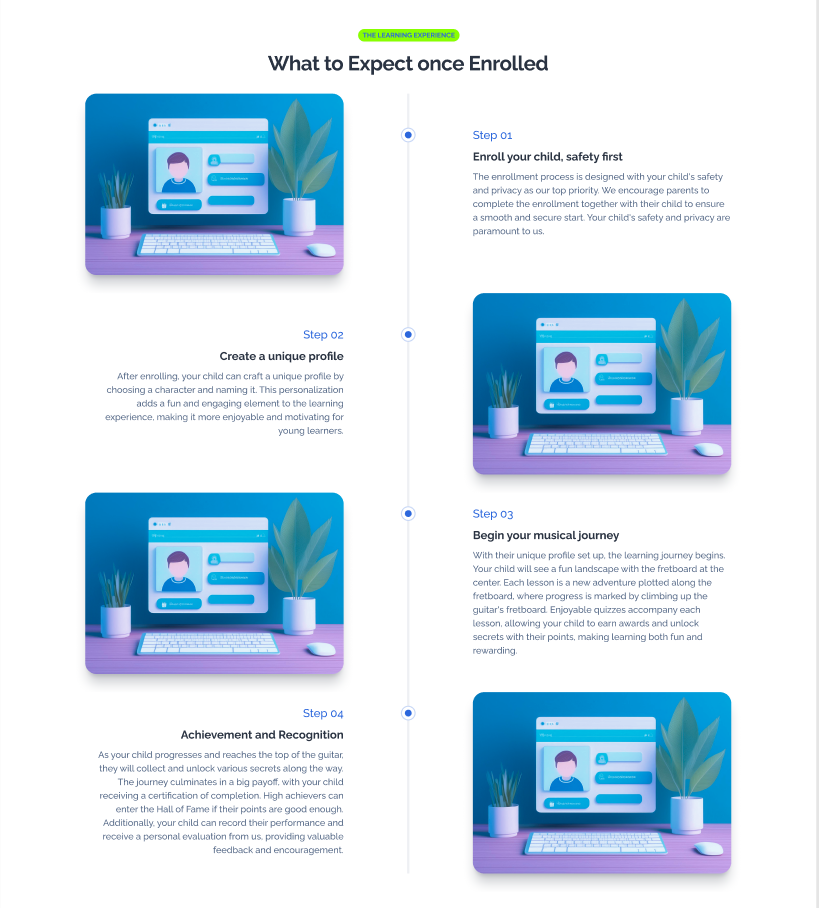 THE LEARNING EXPERIENCE
What to Expect once Enrolled
Step 01
Enroll your child, safety first
The enrollment process is designed with your child's safety
and privacy as our top priority. We encourage parents to
complete the enrollment together with their child to ensure
a smooth and secure start. Your child's safety and privacy are
paramount to us.
Step 02
Create a unique profile
After enrolling, your child can craft a unique profile by
choosing a character and naming it. This personalization
adds a fun and engaging element to the learning
experience, making it more enjoyable and motivating for
young learners.
Step 03
Begin your musical journey
With their unique profile set up, the learning journey begins.
Your child will see a fun landscape with the fretboard at the
center. Each lesson is a new adventure plotted along the
fretboard, where progress is marked by climbing up the
guitar's fretboard. Enjoyable quizzes accompany each
lesson, allowing your child to earn awards and unlock
secrets with their points, making learning both fun and
rewarding.
Step 04
Achievement and Recognition
As your child progresses and reaches the top of the guitar,
they will collect and unlock various secrets along the way.
The journey culminates in a big payoff, with your child
receiving a certification of completion. High achievers can
enter the Hall of Fame if their points are good enough.
Additionally, your child can record their performance and
receive a personal evaluation from us, providing valuable
feedback and encouragement.